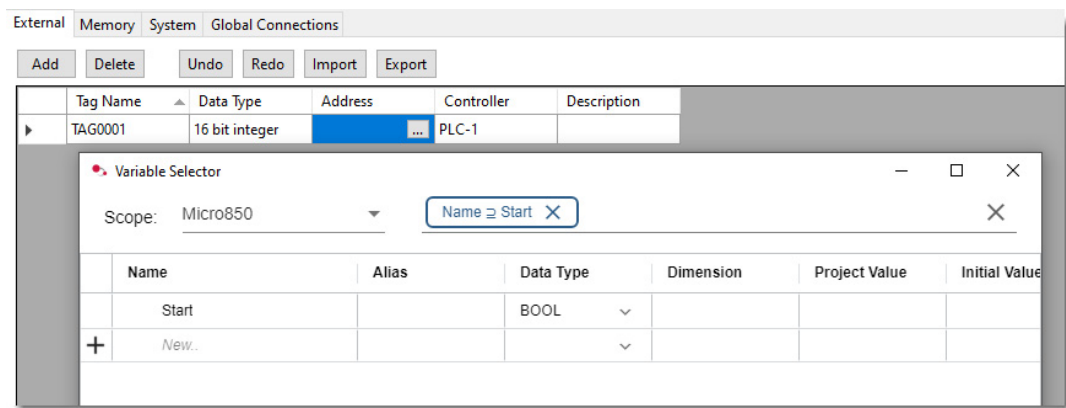 External Memory System Global Connections
Add Delete Undo Redo Import Export
Tag Name Data Type Address Controller Description
TAG0001 16 bit integer ... PLC-1
Variable Selector
Scope: Micro850 Name ⊇ Start
Name Alias Data Type Dimension Project Value Initial Value
Start BOOL
New..